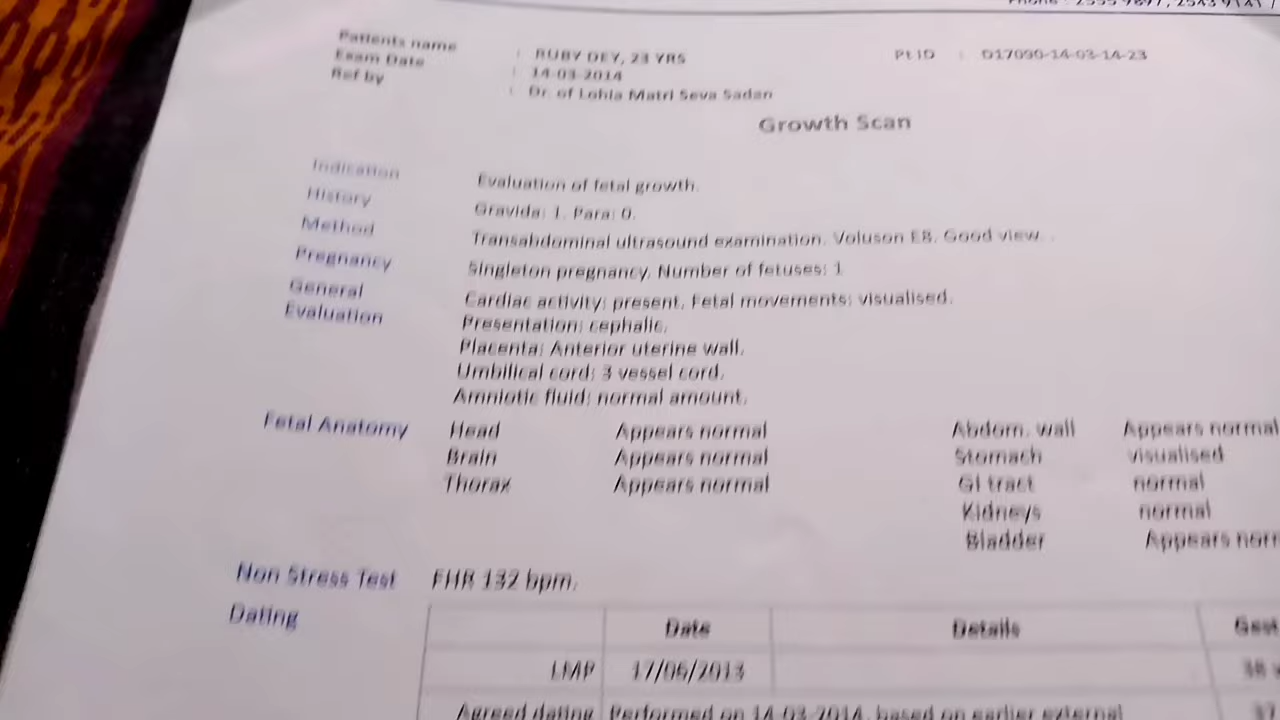 Patients name : RUBY DEY, 23 YRS Pt ID : D17090-14-03-14-23
Exam Date : 14-03-2014
Ref by : Dr. of Lohia Matri Seva Sadan
Growth Scan
Indication Evaluation of fetal growth.
History Gravida: 1. Para: 0.
Method Transabdominal ultrasound examination. Voluson E8. Good view. .
Pregnancy Singleton pregnancy. Number of fetuses: 1
General Evaluation Cardiac activity: present. Fetal movements: visualised.
Presentation: cephalic.
Placenta: Anterior uterine wall.
Umbilical cord: 3 vessel cord.
Amniotic fluid: normal amount.
Fetal Anatomy Head Appears normal Abdom. wall Appears normal
Brain Appears normal Stomach visualised
Thorax Appears normal GI tract normal
Kidneys normal
Bladder Appears norm
Non Stress Test FHR 132 bpm.
Dating Date Details Gest
LMP 17/06/2013 38
Agreed dating Performed on 14-03-2014, based on earlier external